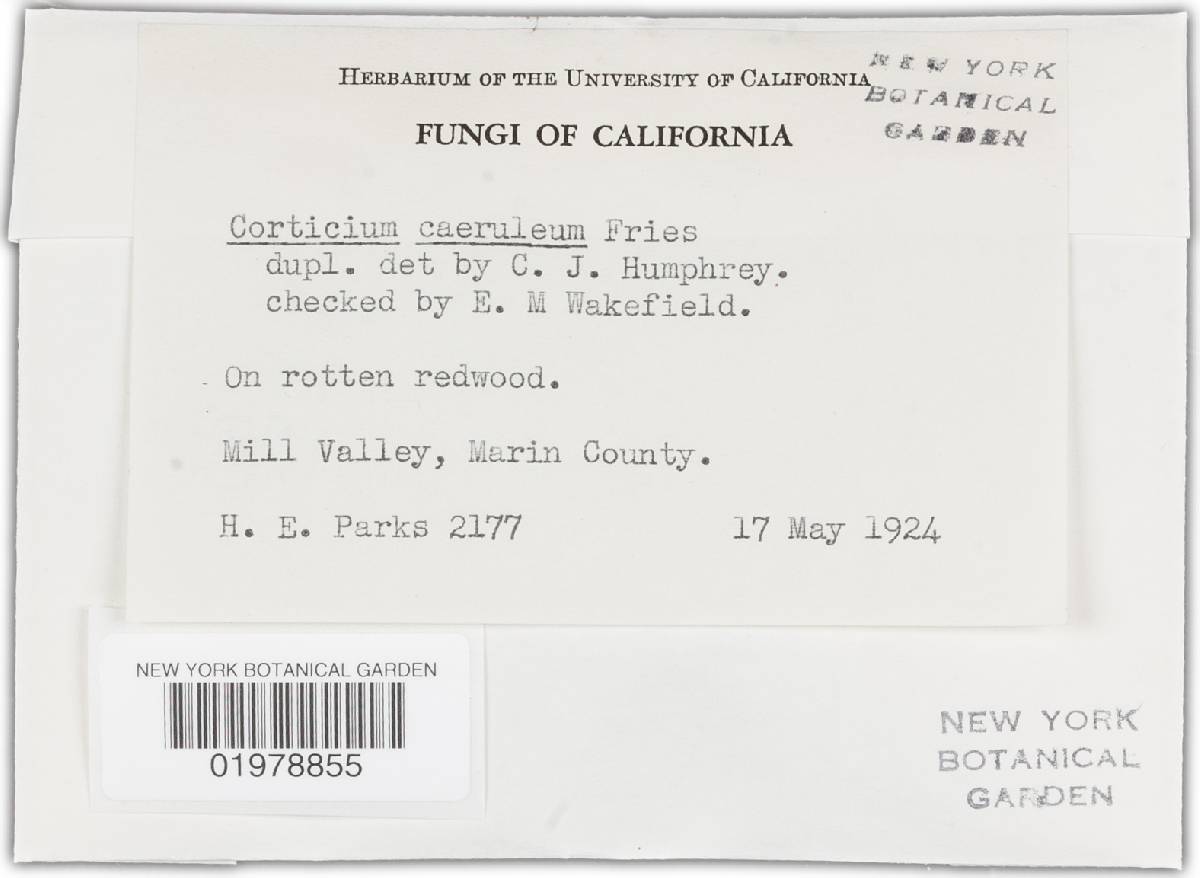 HERBARIUM OF THE UNIVERSITY OF CALIFORNIA
NEW YORK
BOTANICAL
GARDEN
FUNGI OF CALIFORNIA
Corticium caeruleum Fries
dupl. det by C. J. Humphrey.
checked by E. M Wakefield.
On rotten redwood.
Mill Valley, Marin County.
H. E. Parks 2177 17 May 1924
NEW YORK BOTANICAL GARDEN
01978855
NEW YORK
BOTANICAL
GARDEN